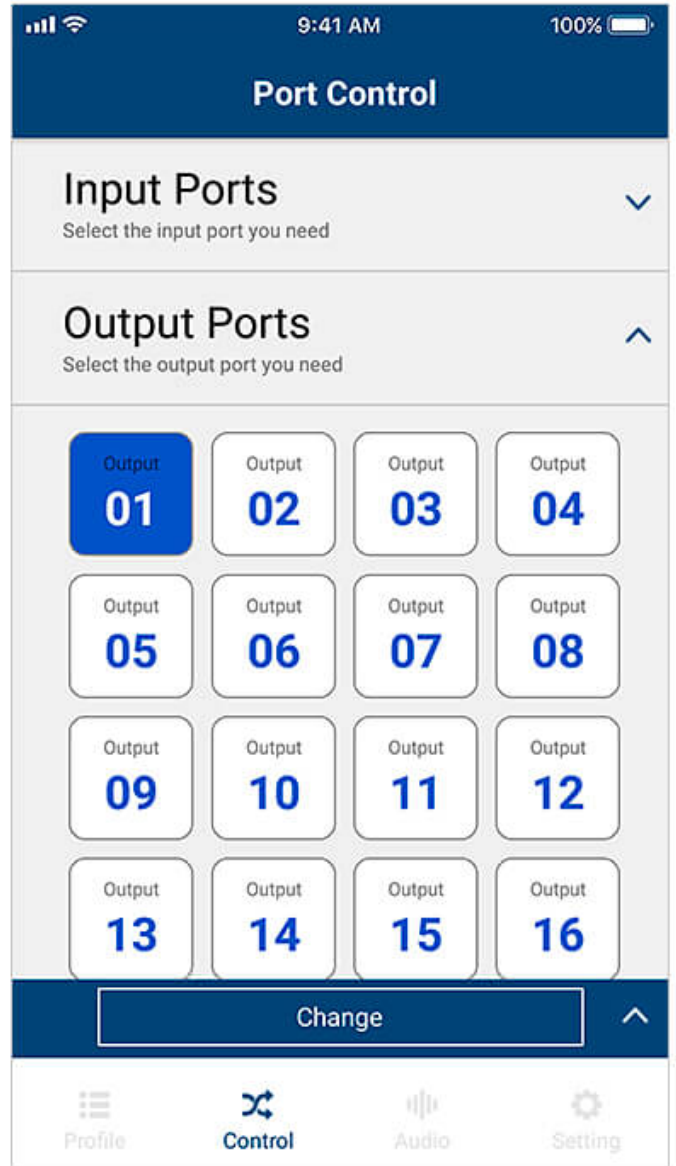 9:41 AM 100%
Port Control
Input Ports
Select the input port you need
Output Ports
Select the output port you need
Output Output Output Output
01 02 03 04
Output Output Output Output
05 06 07 08
Output Output Output Output
09 10 11 12
Output Output Output Output
13 14 15 16
Change
Profile Control Audio Setting